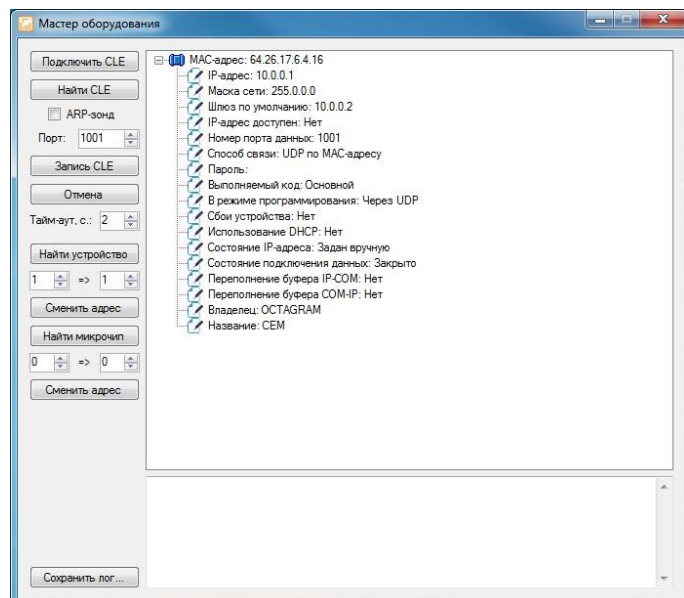 Мастер оборудования
Подключить CLE
Найти CLE
ARP-зонд
Порт: 1001
Запись CLE
Отмена
Тайм-аут, с.: 2
Найти устройство
1 => 1
Сменить адрес
Найти микрочип
0 => 0
Сменить адрес
MAC-адрес: 64.26.17.6.4.16
IP-адрес: 10.0.0.1
Маска сети: 255.0.0.0
Шлюз по умолчанию: 10.0.0.2
IP-адрес доступен: Нет
Номер порта данных: 1001
Способ связи: UDP по MAC-адресу
Пароль:
Выполняемый код: Основной
В режиме программирования: Через UDP
Сбои устройства: Нет
Использование DHCP: Нет
Состояние IP-адреса: Задан вручную
Состояние подключения данных: Закрыто
Переполнение буфера IP-COM: Нет
Переполнение буфера COM-IP: Нет
Владелец: OCTAGRAM
Название: CEM
Сохранить лог...